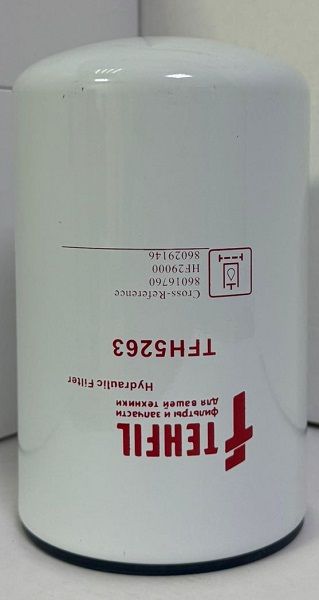 TEHFIL
фильтры и запчасти
для вашей техники
Hydraulic Filter
TFH5263
Cross-Reference
86016760
HF29000
86029146